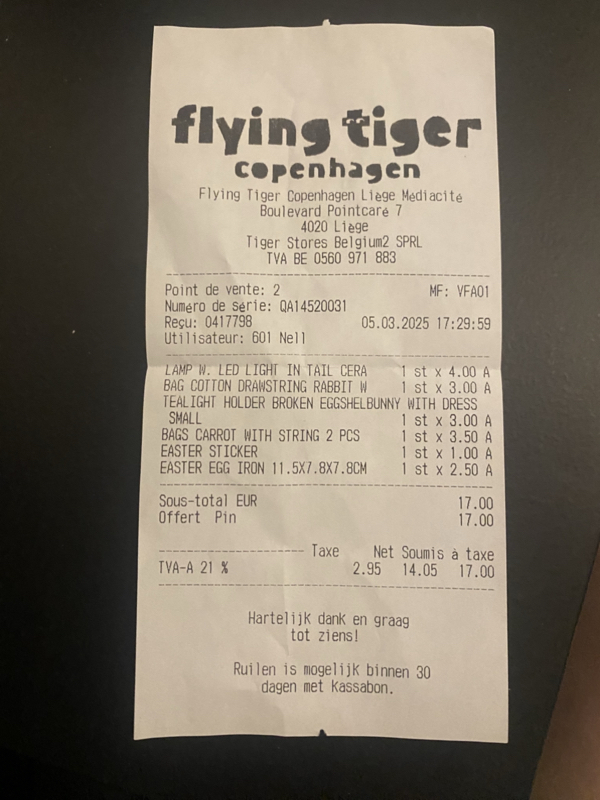 flying tiger
copenhagen
Flying Tiger Copenhagen Liège Médiacité
Boulevard Pointcaré 7
4020 Liège
Tiger Stores Belgium2 SPRL
TVA BE 0560 971 883
Point de vente: 2 MF: VFA01
Numéro de série: QA14520031
Reçu: 0417798 05.03.2025 17:29:59
Utilisateur: 601 Nell
LAMP W. LED LIGHT IN TAIL CERA 1 st x 4.00 A
BAG COTTON DRAWSTRING RABBIT W 1 st x 3.00 A
TEALIGHT HOLDER BROKEN EGGSHELBUNNY WITH DRESS
SMALL 1 st x 3.00 A
BAGS CARROT WITH STRING 2 PCS 1 st x 3.50 A
EASTER STICKER 1 st x 1.00 A
EASTER EGG IRON 11.5X7.8X7.8CM 1 st x 2.50 A
Sous-total EUR 17.00
Offert Pin 17.00
Taxe Net Soumis à taxe
TVA-A 21 % 2.95 14.05 17.00
Hartelijk dank en graag
tot ziens!
Ruilen is mogelijk binnen 30
dagen met kassabon.